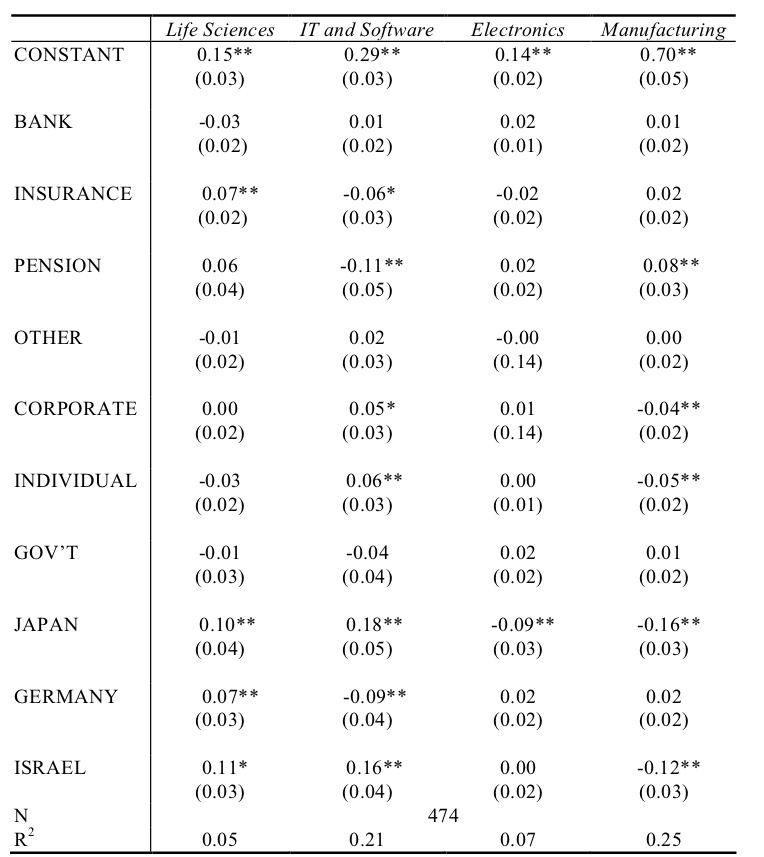 Life Sciences IT and Software Electronics Manufacturing
CONSTANT 0.15** 0.29** 0.14** 0.70**
(0.03) (0.03) (0.02) (0.05)
BANK -0.03 0.01 0.02 0.01
(0.02) (0.02) (0.01) (0.02)
INSURANCE 0.07** -0.06* -0.02 0.02
(0.02) (0.03) (0.02) (0.02)
PENSION 0.06 -0.11** 0.02 0.08**
(0.04) (0.05) (0.02) (0.03)
OTHER -0.01 0.02 -0.00 0.00
(0.02) (0.03) (0.14) (0.02)
CORPORATE 0.00 0.05* 0.01 -0.04**
(0.02) (0.03) (0.14) (0.02)
INDIVIDUAL -0.03 0.06** 0.00 -0.05**
(0.02) (0.03) (0.01) (0.02)
GOV’T -0.01 -0.04 0.02 0.01
(0.03) (0.04) (0.02) (0.02)
JAPAN 0.10** 0.18** -0.09** -0.16**
(0.04) (0.05) (0.03) (0.03)
GERMANY 0.07** -0.09** 0.02 0.02
(0.03) (0.04) (0.02) (0.02)
ISRAEL 0.11* 0.16** 0.00 -0.12**
(0.03) (0.04) (0.02) (0.03)
N 474
R² 0.05 0.21 0.07 0.25